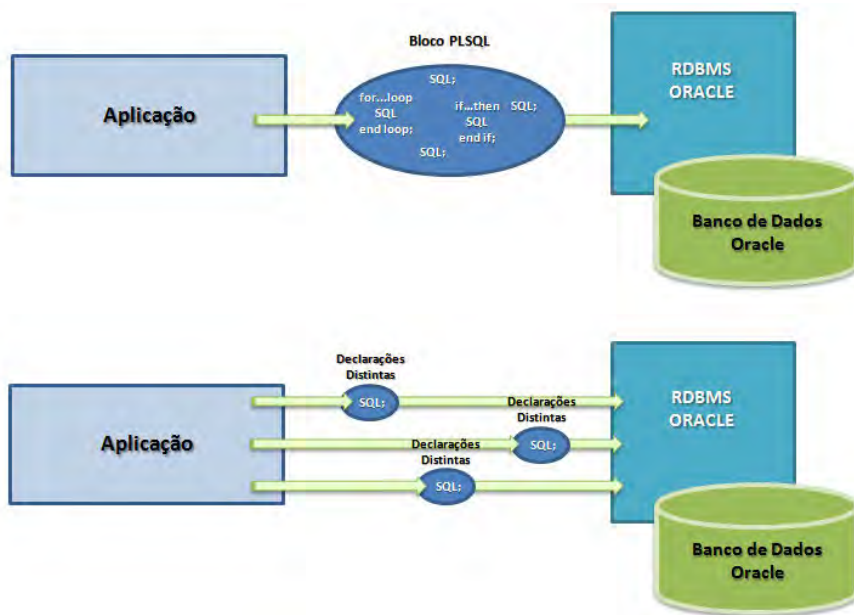 Bloco PLSQL
Aplicação
SQL;
for...loop
SQL
end loop;
if...then SQL;
SQL
end if;
SQL;
RDBMS
ORACLE
Banco de Dados
Oracle
Aplicação
Declarações
Distintas
SQL;
Declarações
Distintas
SQL;
Declarações
Distintas
SQL;
RDBMS
ORACLE
Banco de Dados
Oracle